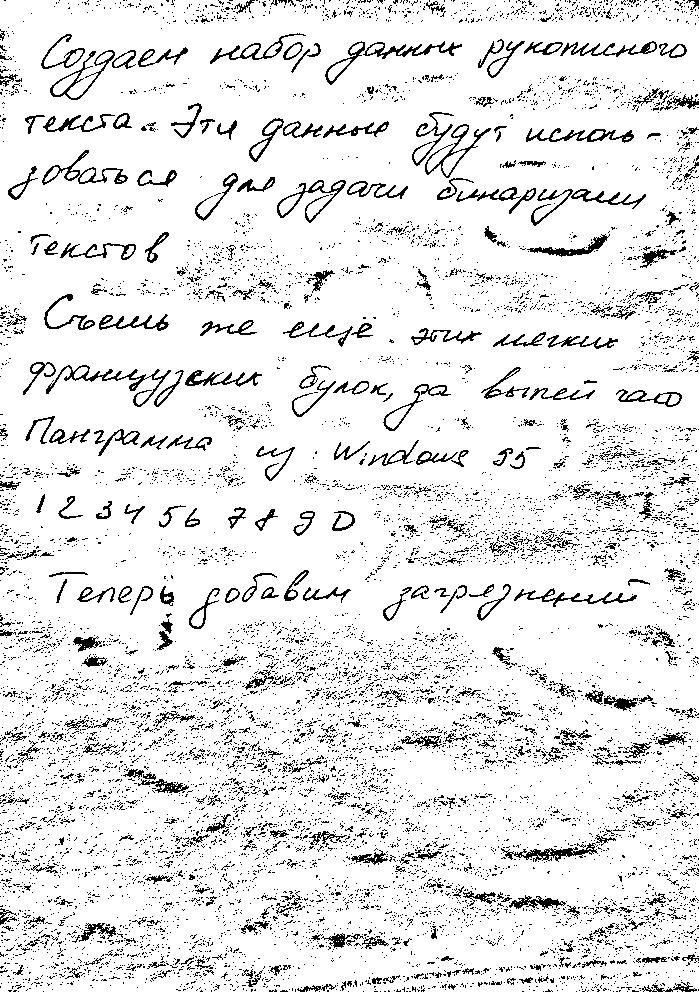 Создаем набор данных рукописного
текста. Эти данные будут исполь-
зоваться для задачи бинаризации
текстов
Съешь же ещё этих мягких
французских булок, да выпей чаю
Панграмма из Windows 95
1 2 3 4 5 6 7 8 9 0
Теперь добавим загрязнений